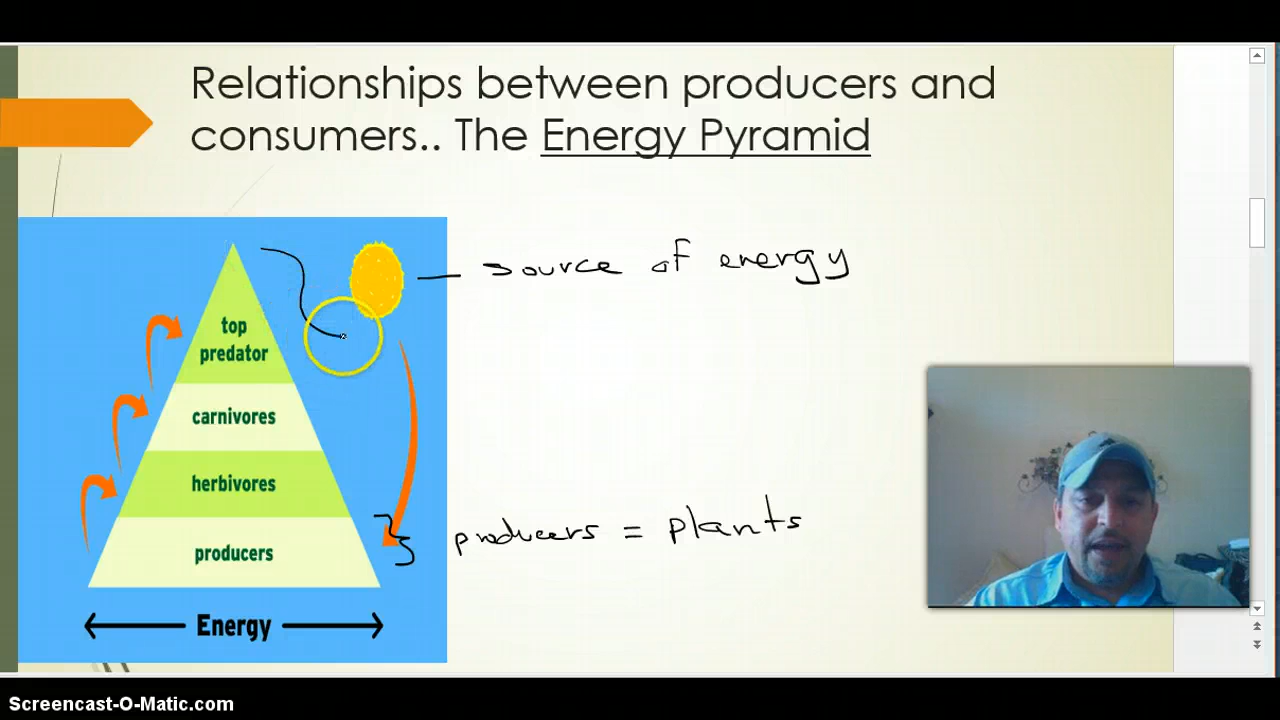 Relationships between producers and
consumers.. The Energy Pyramid
source of energy
top
predator
carnivores
herbivores
producers
producers = plants
Energy
Screencast-O-Matic.com